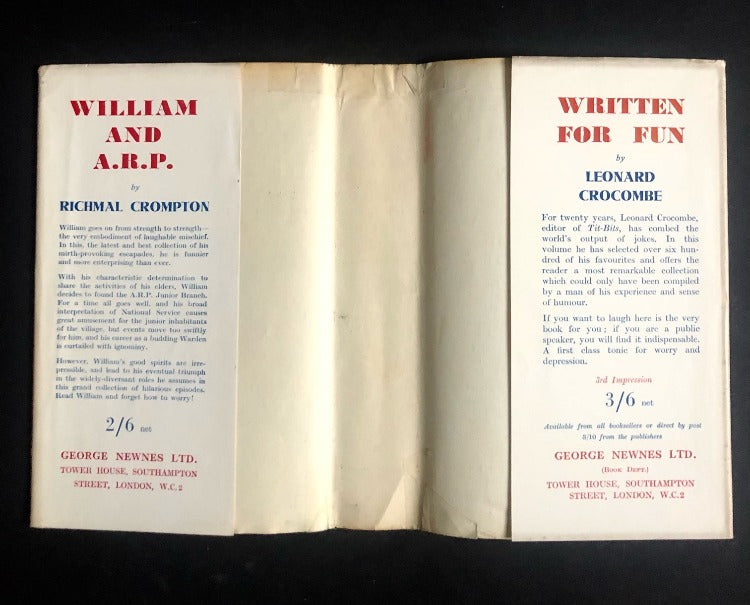 WILLIAM
AND
A.R.P.
by
RICHMAL CROMPTON
William goes on from strength to strength—
the very embodiment of laughable mischief.
In this, the latest and best collection of his
mirth-provoking escapades, he is funnier
and more enterprising than ever.
With his characteristic determination to
share the activities of his elders, William
decides to found the A.R.P. Junior Branch.
For a time all goes well, and his broad
interpretation of National Service causes
great amusement for the junior inhabitants
of the village, but events move too swiftly
for him, and his career as a budding Warden
is curtailed with ignominy.
However, William's good spirits are irre-
pressible, and lead to his eventual triumph
in the widely-divergent roles he assumes in
this grand collection of hilarious episodes.
Read William and forget how to worry!
2/6 net
GEORGE NEWNES LTD.
TOWER HOUSE, SOUTHAMPTON
STREET, LONDON, W.C.2
WRITTEN
FOR FUN
by
LEONARD
CROCOMBE
For twenty years, Leonard Crocombe,
editor of Tit-Bits, has combed the
world's output of jokes. In this
volume he has selected over six hun-
dred of his favourites and offers the
reader a most remarkable collection
which could only have been compiled
by a man of his experience and sense
of humour.
If you want to laugh here is the very
book for you; if you are a public
speaker, you will find it indispensable.
A first class tonic for worry and
depression.
3rd Impression
3/6 net
Available from all booksellers or direct by post
3/10 from the publishers
GEORGE NEWNES LTD.
(BOOK DEPT.)
TOWER HOUSE, SOUTHAMPTON
STREET, LONDON, W.C.2